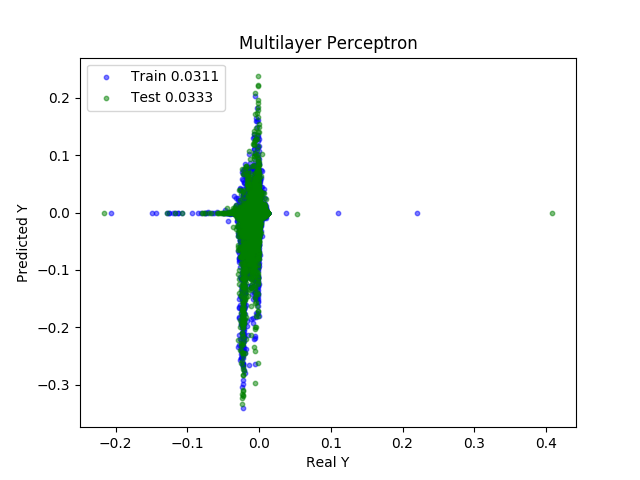 Multilayer Perceptron
Train 0.0311
Test 0.0333
0.2
0.1
0.0
−0.1
−0.2
−0.3
Predicted Y
−0.2
−0.1
0.0
0.1
0.2
0.3
0.4
Real Y